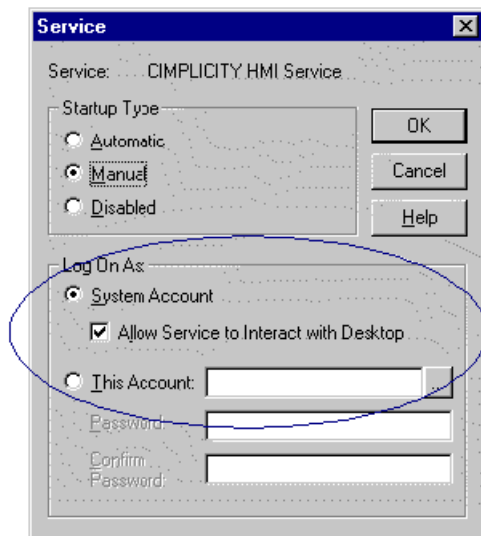 Service
Service: CIMPLICITY HMI Service
Startup Type
Automatic
Manual
Disabled
OK
Cancel
Help
Log On As:
System Account
Allow Service to Interact with Desktop
This Account:
...
Password:
Confirm
Password: